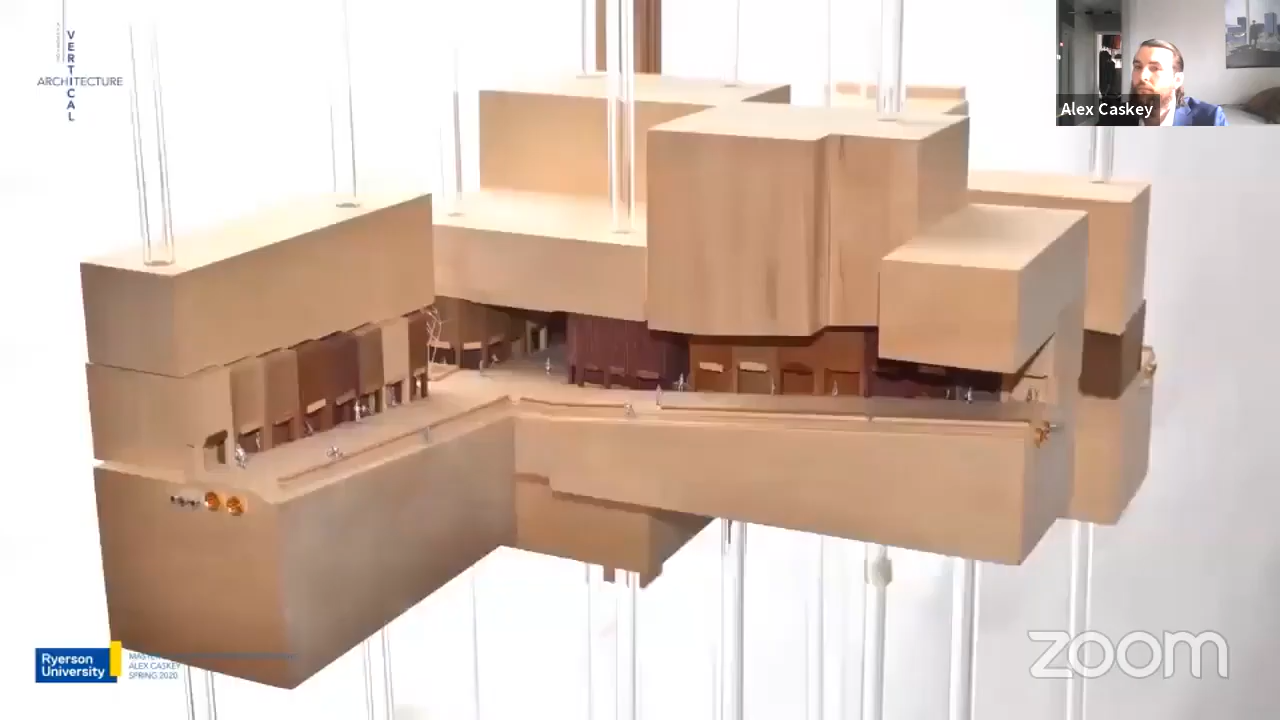 VERTICAL
ARCHITECTURE
Alex Caskey
Ryerson
University
ALEX CASKEY
SPRING 2020
zoom